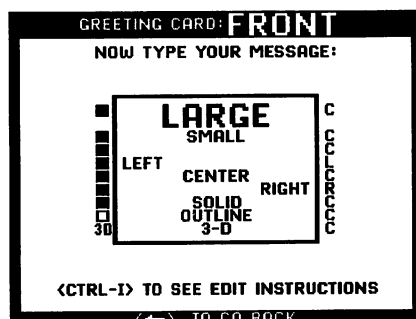 GREETING CARD: FRONT
NOW TYPE YOUR MESSAGE:
LARGE C
SMALL C
C
LEFT L
CENTER C
RIGHT R
SOLID C
OUTLINE C
3D 3-D C
<CTRL-I> TO SEE EDIT INSTRUCTIONS
<←> TO GO BACK